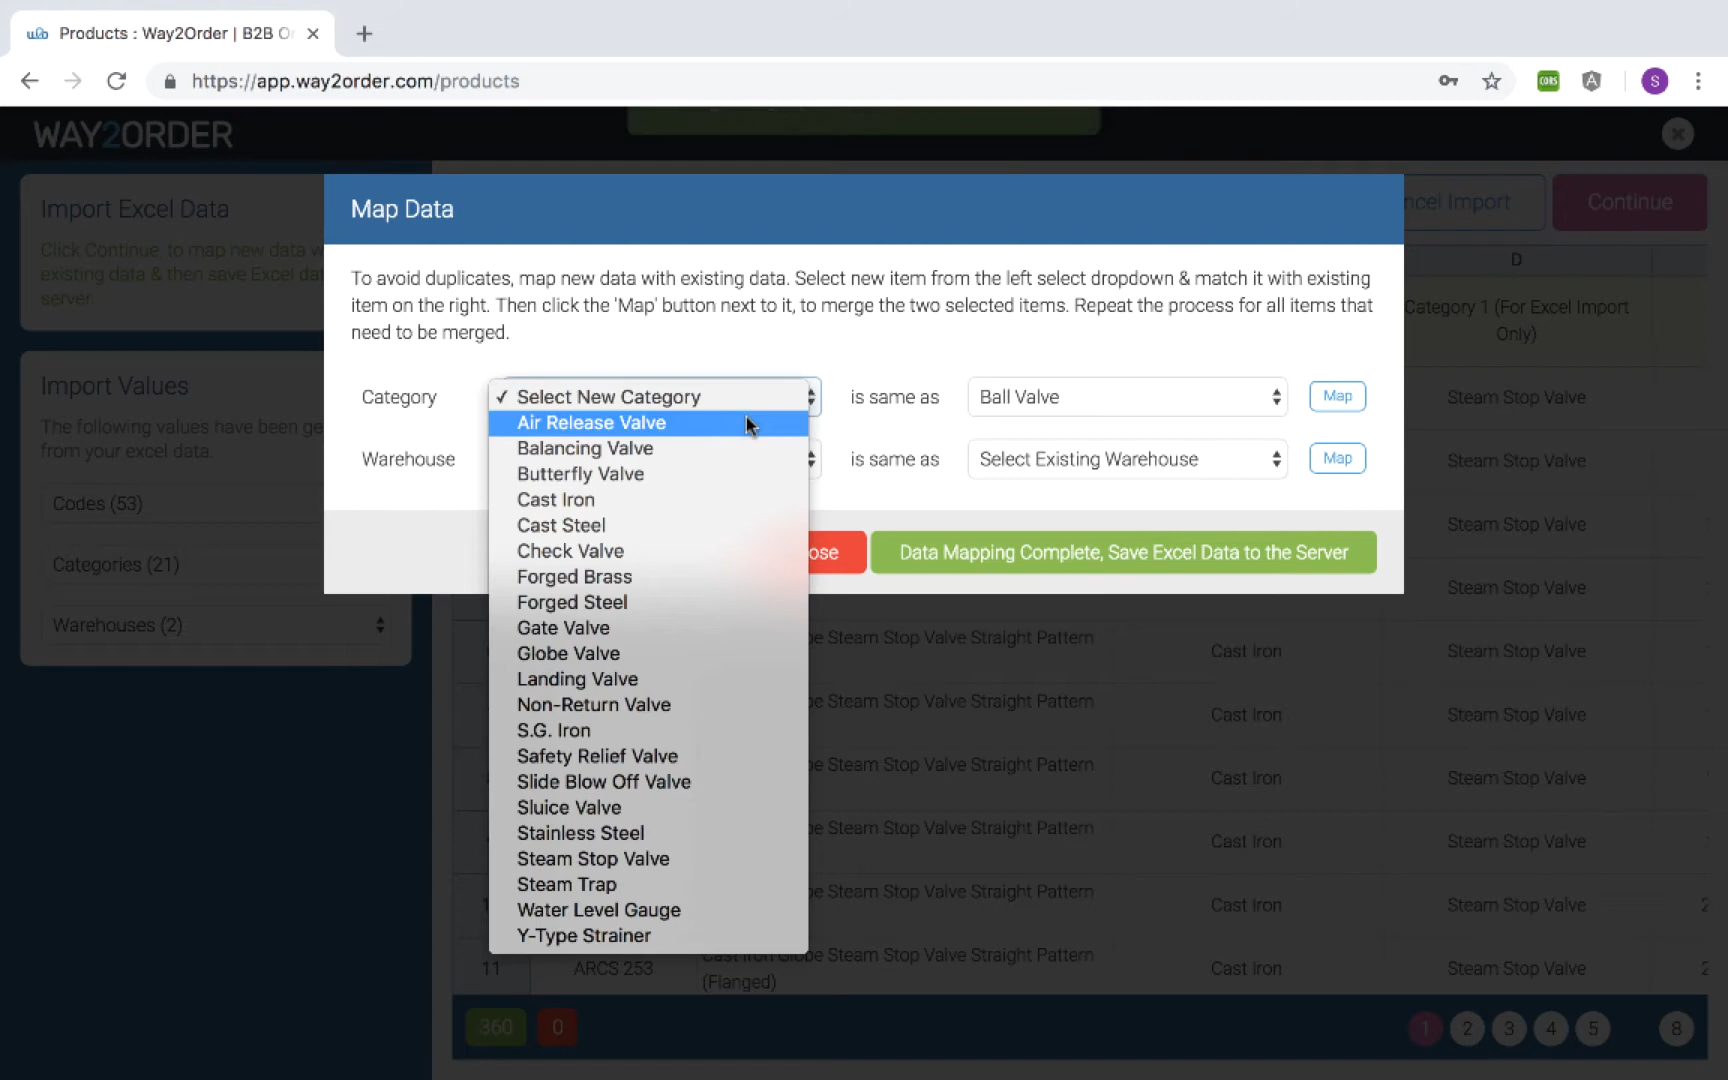 Products : Way2Order | B2B O
https://app.way2order.com/products
CORS
A
S
WAY2ORDER
Import Excel Data
Click Continue, to map new data w
existing data & then save Excel dat
server.
ncel Import
Continue
Import Values
The following values have been ge
from your excel data.
Codes (53)
Categories (21)
Warehouses (2)
Map Data
To avoid duplicates, map new data with existing data. Select new item from the left select dropdown & match it with existing
item on the right. Then click the 'Map' button next to it, to merge the two selected items. Repeat the process for all items that
need to be merged.
Category
is same as
Ball Valve
Map
Warehouse
is same as
Select Existing Warehouse
Map
ose
Data Mapping Complete, Save Excel Data to the Server
✓ Select New Category
Air Release Valve
Balancing Valve
Butterfly Valve
Cast Iron
Cast Steel
Check Valve
Forged Brass
Forged Steel
Gate Valve
Globe Valve
Landing Valve
Non-Return Valve
S.G. Iron
Safety Relief Valve
Slide Blow Off Valve
Sluice Valve
Stainless Steel
Steam Stop Valve
Steam Trap
Water Level Gauge
Y-Type Strainer
D
Category 1 (For Excel Import
Only)
Steam Stop Valve
Steam Stop Valve
Steam Stop Valve
Steam Stop Valve
be Steam Stop Valve Straight Pattern
Cast Iron
Steam Stop Valve
be Steam Stop Valve Straight Pattern
Cast Iron
Steam Stop Valve
be Steam Stop Valve Straight Pattern
Cast Iron
Steam Stop Valve
be Steam Stop Valve Straight Pattern
Cast Iron
Steam Stop Valve
1
be Steam Stop Valve Straight Pattern
Cast Iron
Steam Stop Valve
2
11
ARCS 253
Cast Iron Globe Steam Stop Valve Straight Pattern
(Flanged)
Cast Iron
Steam Stop Valve
2
360
0
1
2
3
4
5
8